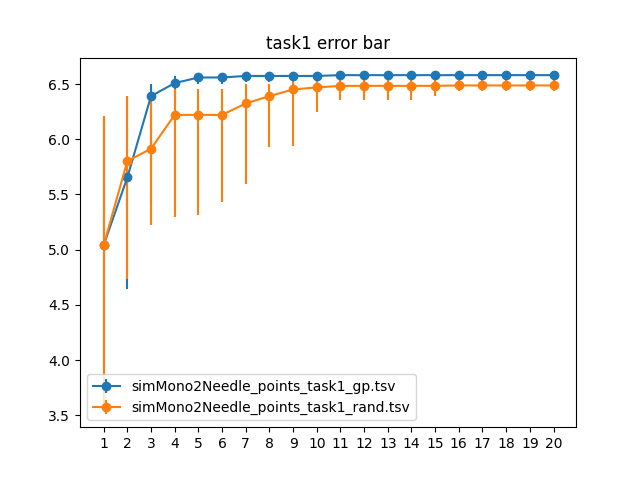 task1 error bar
6.5
6.0
5.5
5.0
4.5
4.0
3.5
simMono2Needle_points_task1_gp.tsv
simMono2Needle_points_task1_rand.tsv
1 2 3 4 5 6 7 8 9 10 11 12 13 14 15 16 17 18 19 20